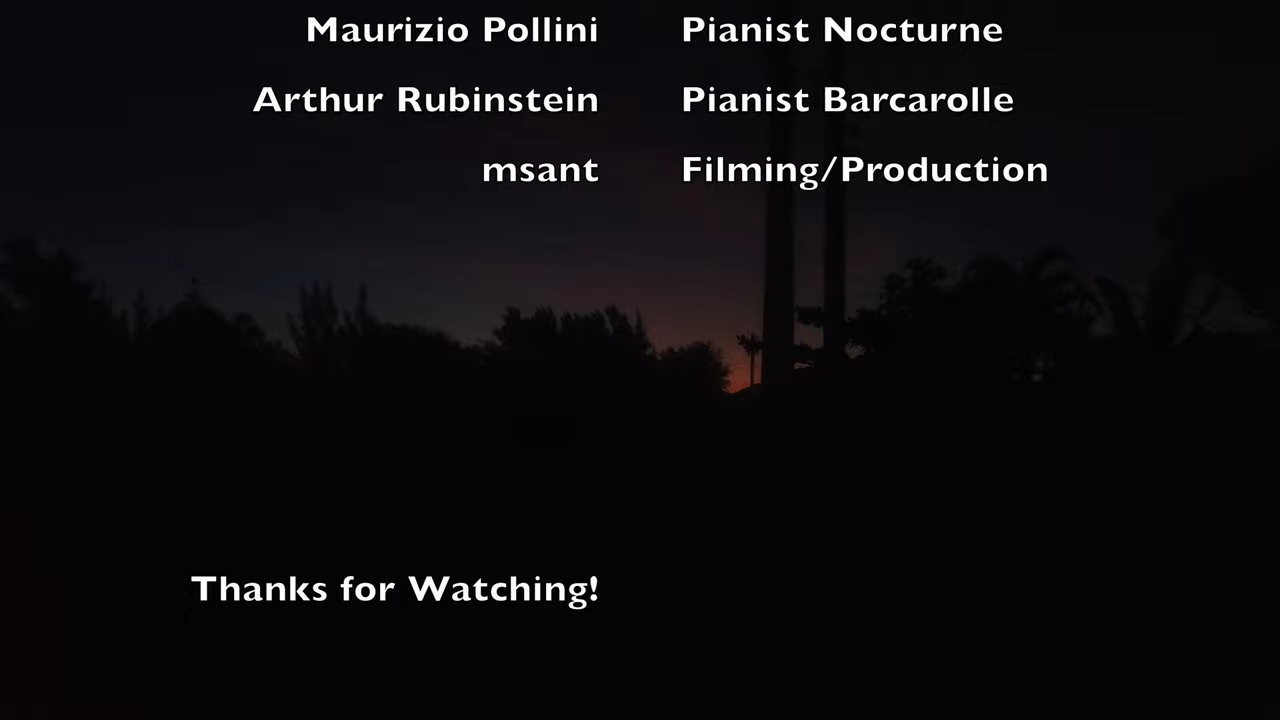 Maurizio Pollini Pianist Nocturne
Arthur Rubinstein Pianist Barcarolle
msant Filming/Production
Thanks for Watching!